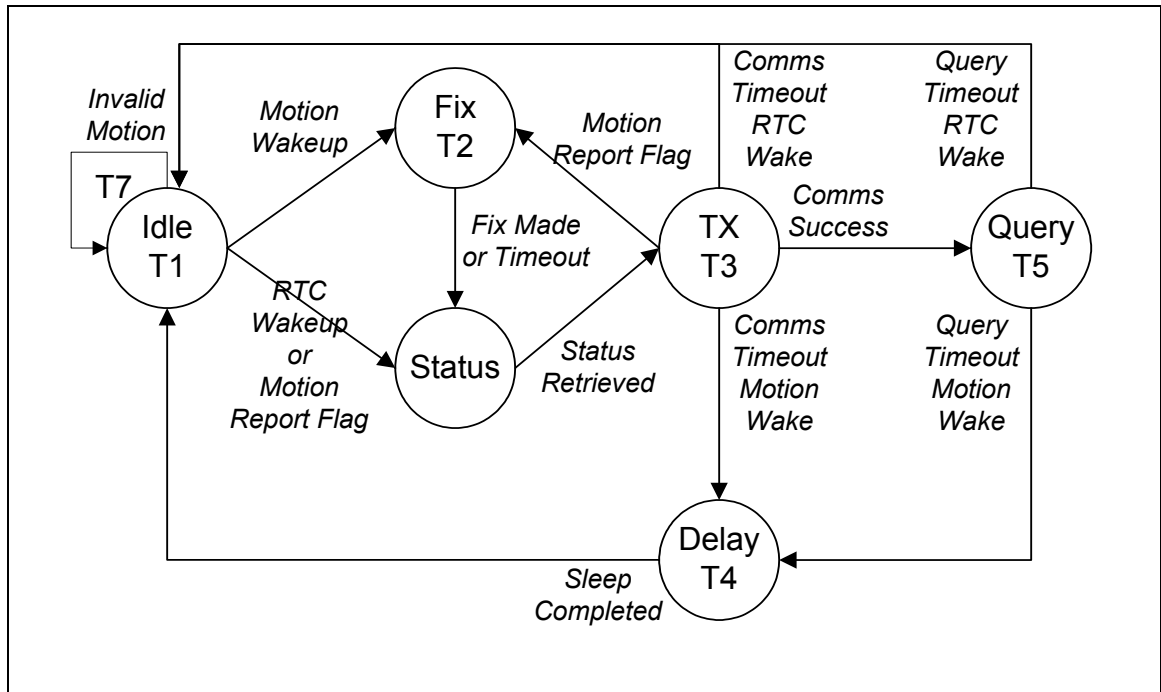 Invalid
Motion
T7
Idle
T1
Motion
Wakeup
Fix
T2
Motion
Report Flag
Comms
Timeout
RTC
Wake
Query
Timeout
RTC
Wake
Fix Made
or Timeout
TX
T3
Comms
Success
Query
T5
RTC
Wakeup
or
Motion
Report Flag
Status
Status
Retrieved
Comms
Timeout
Motion
Wake
Query
Timeout
Motion
Wake
Delay
T4
Sleep
Completed